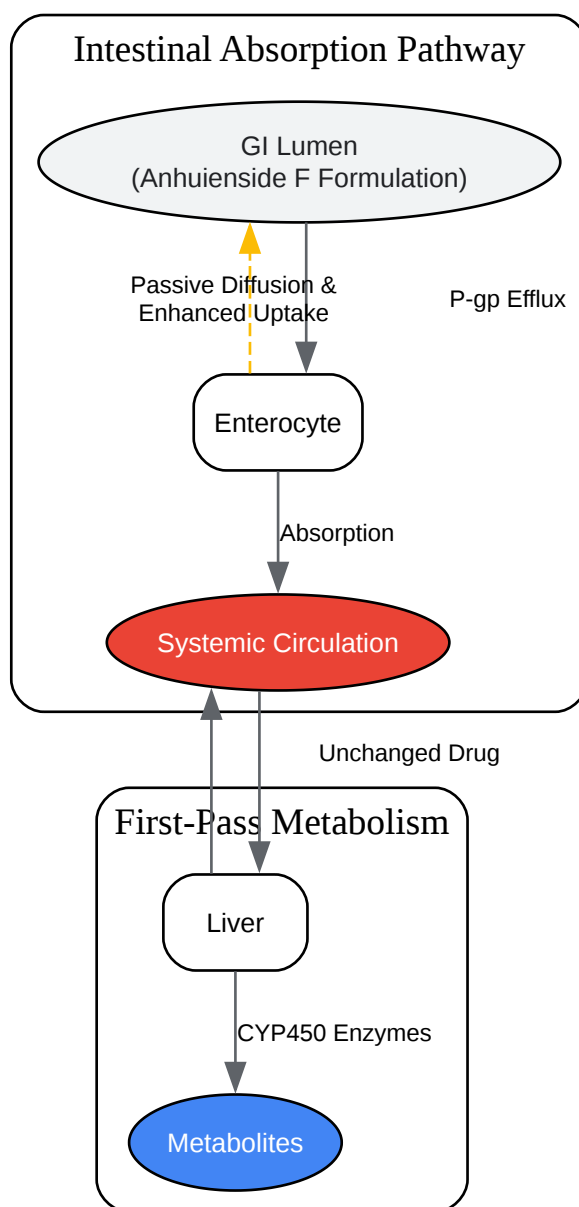 Intestinal Absorption Pathway
GI Lumen
(Anhuienside F Formulation)
Passive Diffusion &
Enhanced Uptake
P-gp Efflux
Enterocyte
Absorption
Systemic Circulation
Unchanged Drug
First-Pass Metabolism
Liver
CYP450 Enzymes
Metabolites